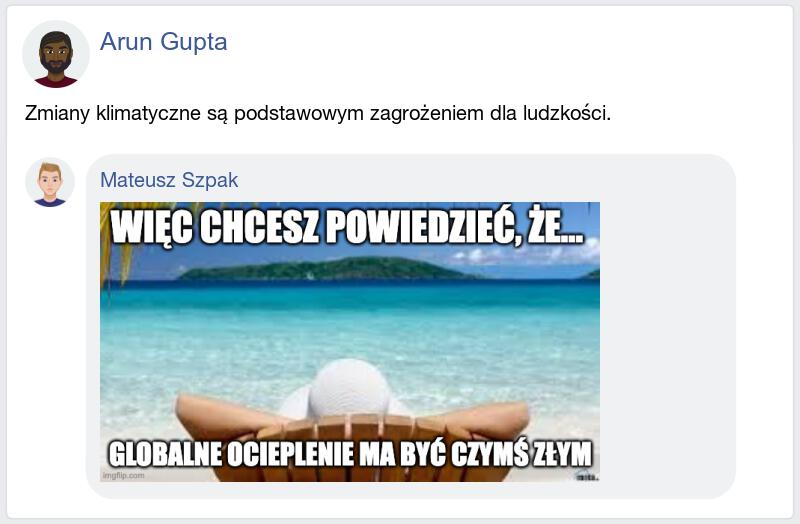 Arun Gupta
Zmiany klimatyczne są podstawowym zagrożeniem dla ludzkości.
Mateusz Szpak
WIĘC CHCESZ POWIEDZIEĆ, ŻE...
GLOBALNE OCIEPLENIE MA BYĆ CZYMŚ ZŁYM
imgflip.com